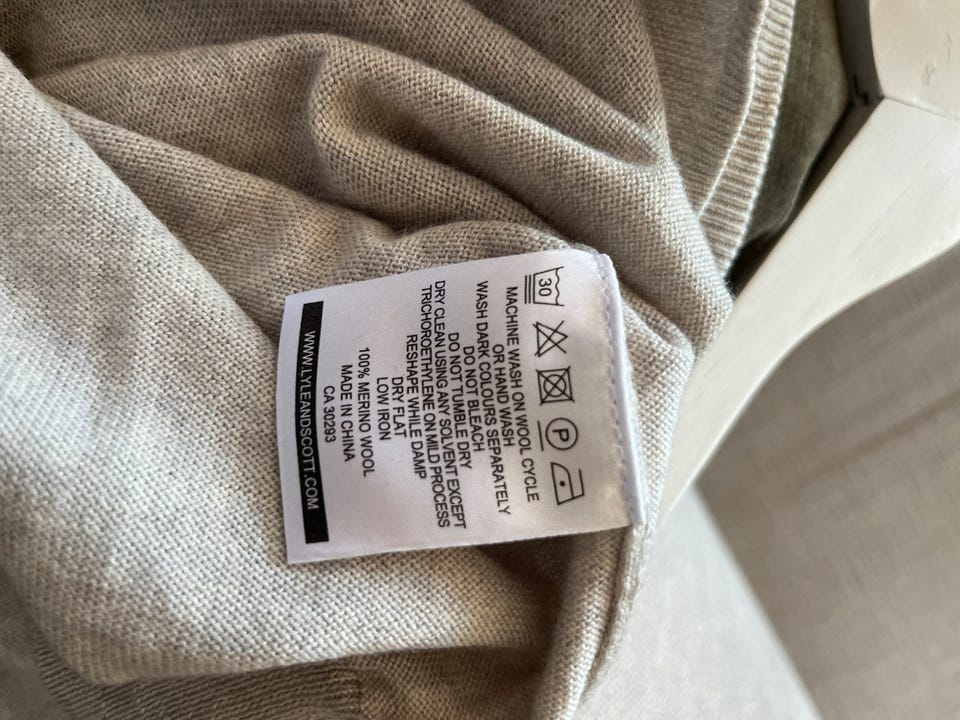 30
P
MACHINE WASH ON WOOL CYCLE
OR HAND WASH
WASH DARK COLOURS SEPARATELY
DO NOT BLEACH
DO NOT TUMBLE DRY
DRY CLEAN USING ANY SOLVENT EXCEPT
TRICHOROETHYLENE ON MILD PROCESS
RESHAPE WHILE DAMP
DRY FLAT
LOW IRON
100% MERINO WOOL
MADE IN CHINA
CA 30293
WWW.LYLEANDSCOTT.COM